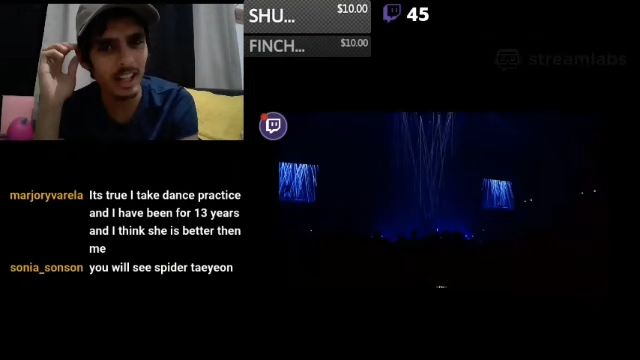 SHU... $10.00
FINCH... $10.00
45
streamlabs
marjoryvarela Its true I take dance practice
and I have been for 13 years
and I think she is better then
me
sonia_sonson you will see spider taeyeon